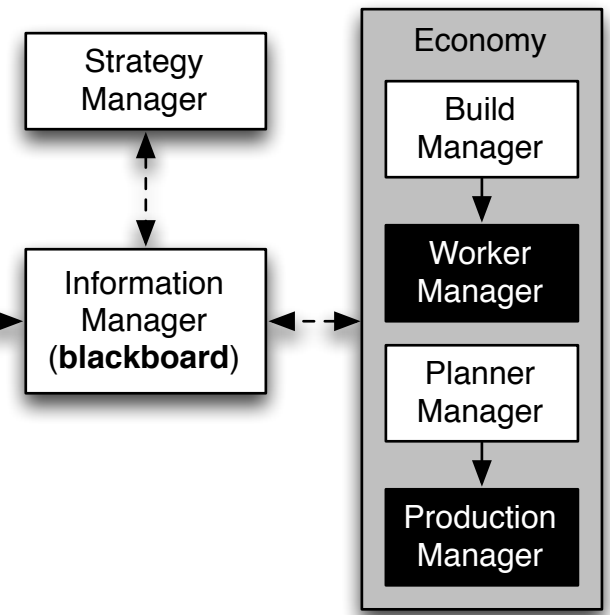 Strategy
Manager
Information
Manager
(blackboard)
Economy
Build
Manager
Worker
Manager
Planner
Manager
Production
Manager